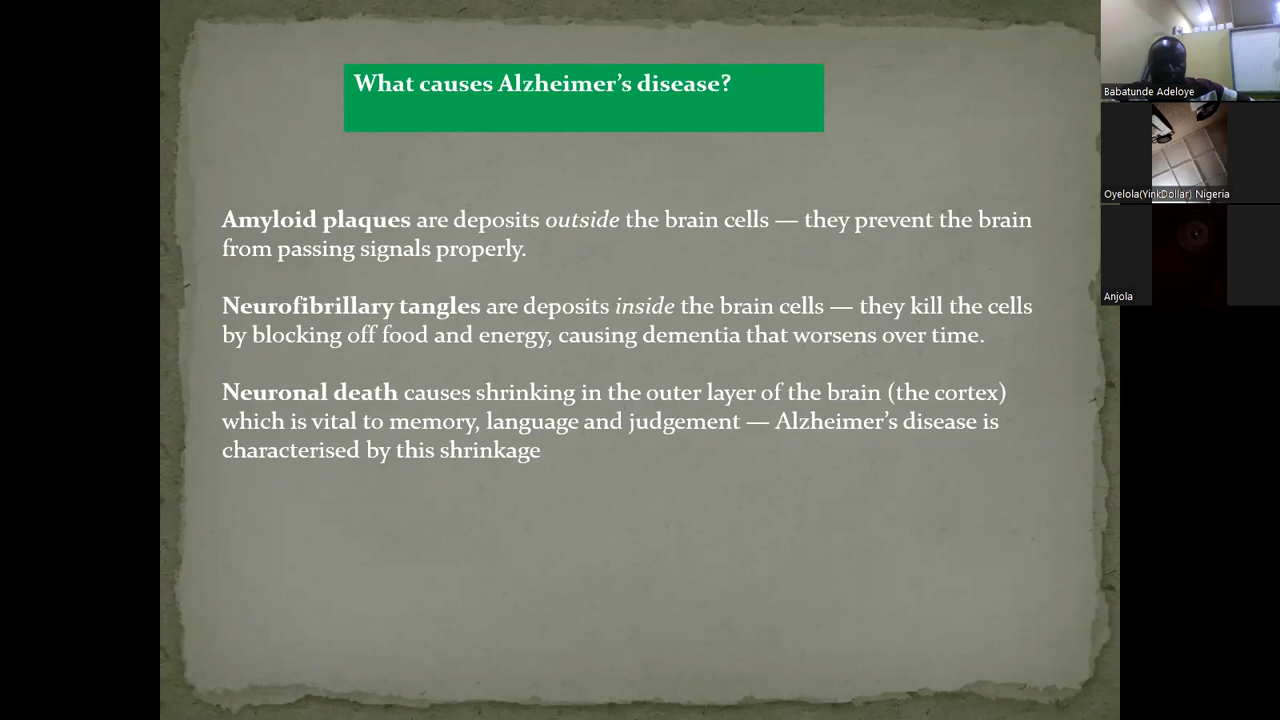 What causes Alzheimer's disease?
Amyloid plaques are deposits outside the brain cells — they prevent the brain
from passing signals properly.
Neurofibrillary tangles are deposits inside the brain cells — they kill the cells
by blocking off food and energy, causing dementia that worsens over time.
Neuronal death causes shrinking in the outer layer of the brain (the cortex)
which is vital to memory, language and judgement — Alzheimer's disease is
characterised by this shrinkage
Babatunde Adeloye
Oyelola(YinkDollar) Nigeria
Anjola